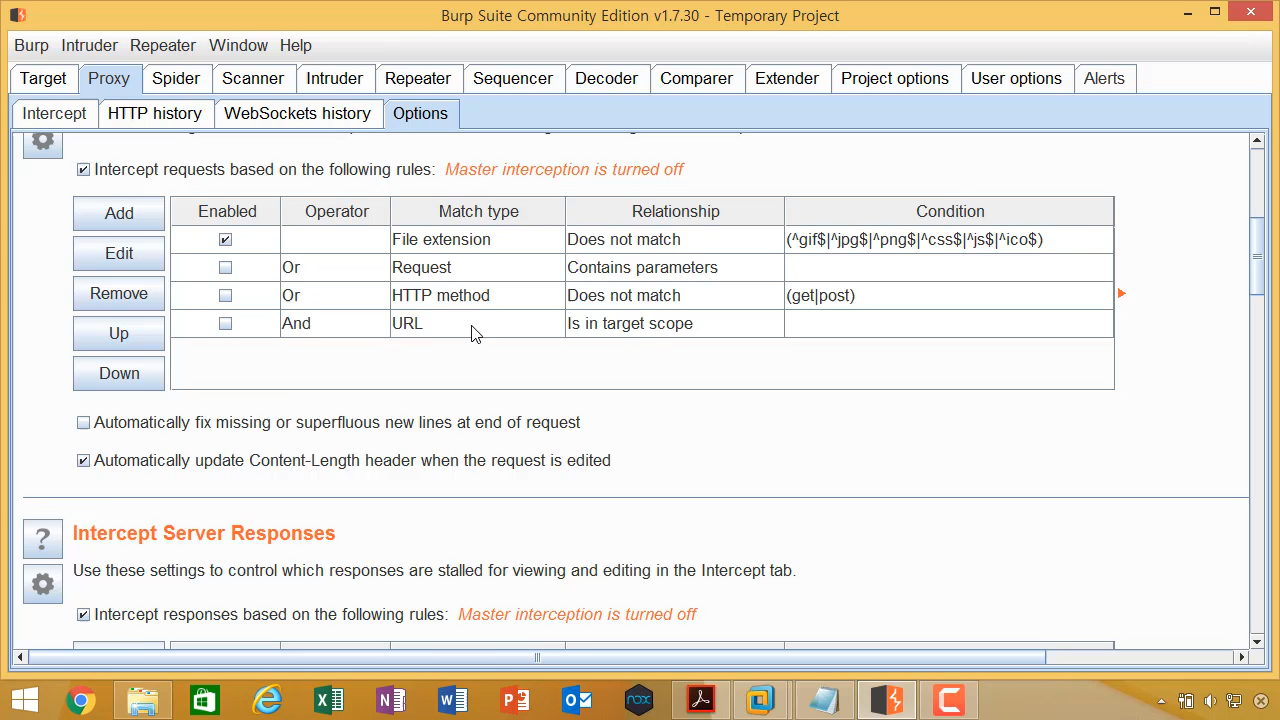 Burp Suite Community Edition v1.7.30 - Temporary Project
Burp Intruder Repeater Window Help
Target Proxy Spider Scanner Intruder Repeater Sequencer Decoder Comparer Extender Project options User options Alerts
Intercept HTTP history WebSockets history Options
Intercept requests based on the following rules: Master interception is turned off
Add Enabled Operator Match type Relationship Condition
File extension Does not match (^gif$|^jpg$|^png$|^css$|^js$|^ico$)
Edit
Or Request Contains parameters
Remove Or HTTP method Does not match (get|post)
Up And URL Is in target scope
Down
Automatically fix missing or superfluous new lines at end of request
Automatically update Content-Length header when the request is edited
? Intercept Server Responses
Use these settings to control which responses are stalled for viewing and editing in the Intercept tab.
Intercept responses based on the following rules: Master interception is turned off